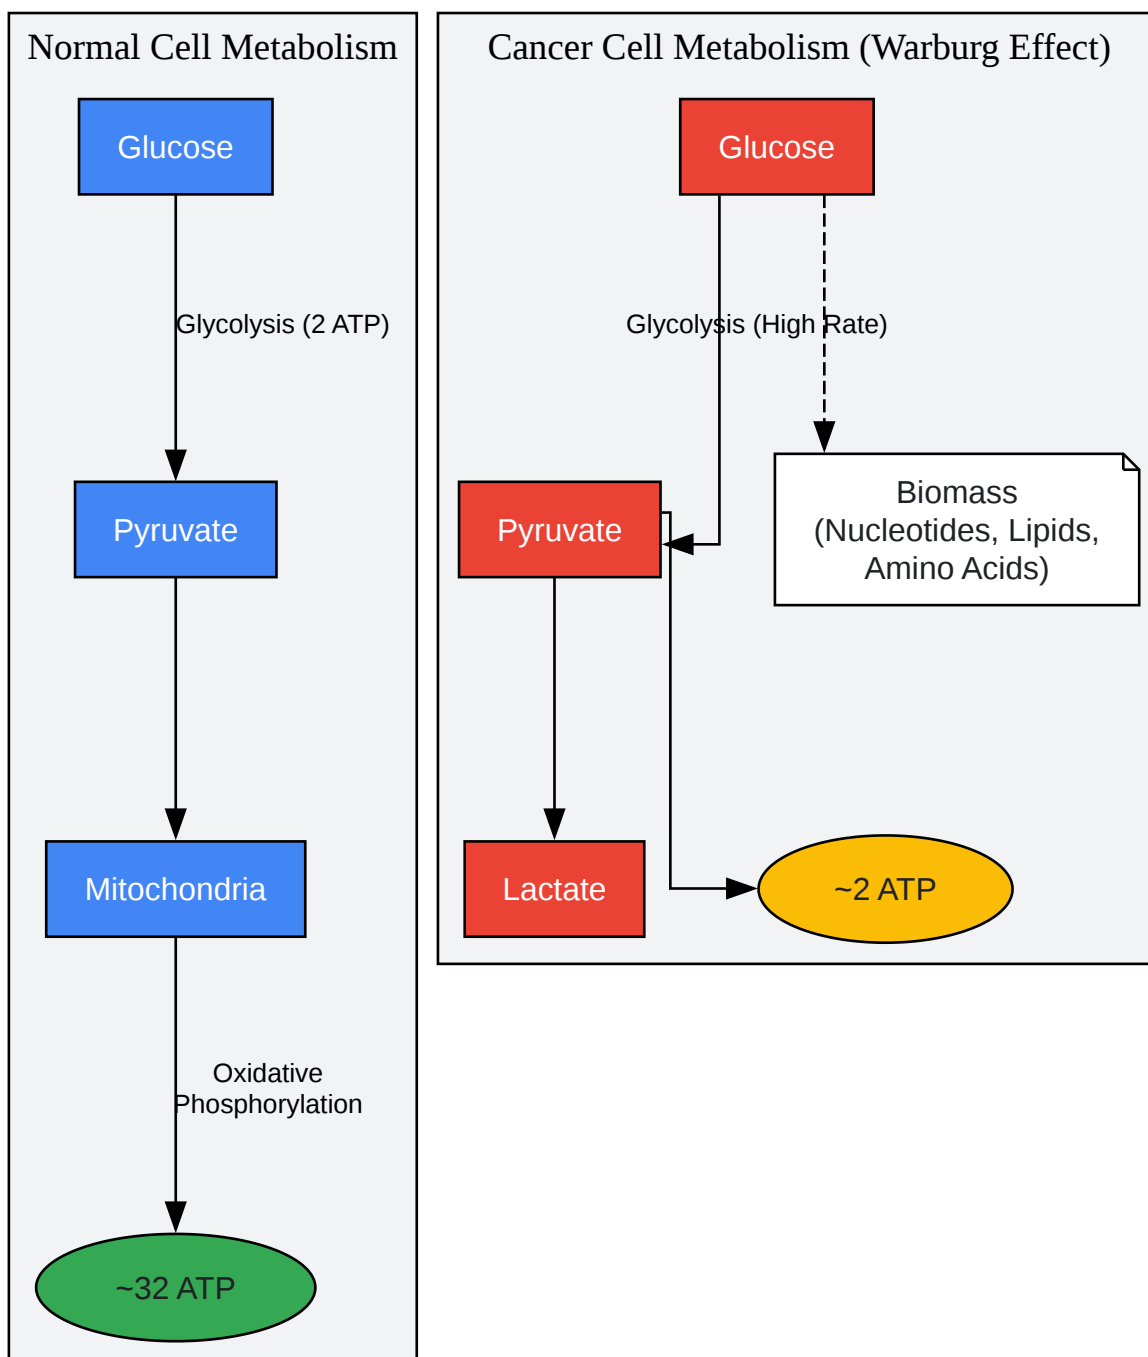 Normal Cell Metabolism
Glucose
Glycolysis (2 ATP)
Pyruvate
Mitochondria
Oxidative
Phosphorylation
~32 ATP
Cancer Cell Metabolism (Warburg Effect)
Glucose
Glycolysis (High Rate)
Pyruvate
Biomass
(Nucleotides, Lipids,
Amino Acids)
Lactate
~2 ATP